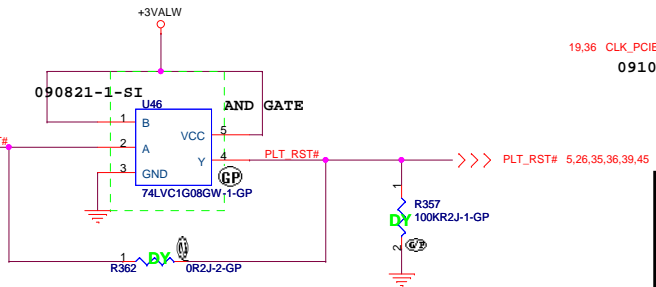 +3VALW
19,36 CLK_PCIE
0910
090821-1-SI
U46
AND GATE
1
B
VCC
5
2
A
Y
4
PLT_RST#
PLT_RST# 5,26,35,36,39,45
3
GND
GP
74LVC1G08GW-1-GP
1
R357
DY
100KR2J-1-GP
2
G/P
1
DY
R362
0R2J-2-GP